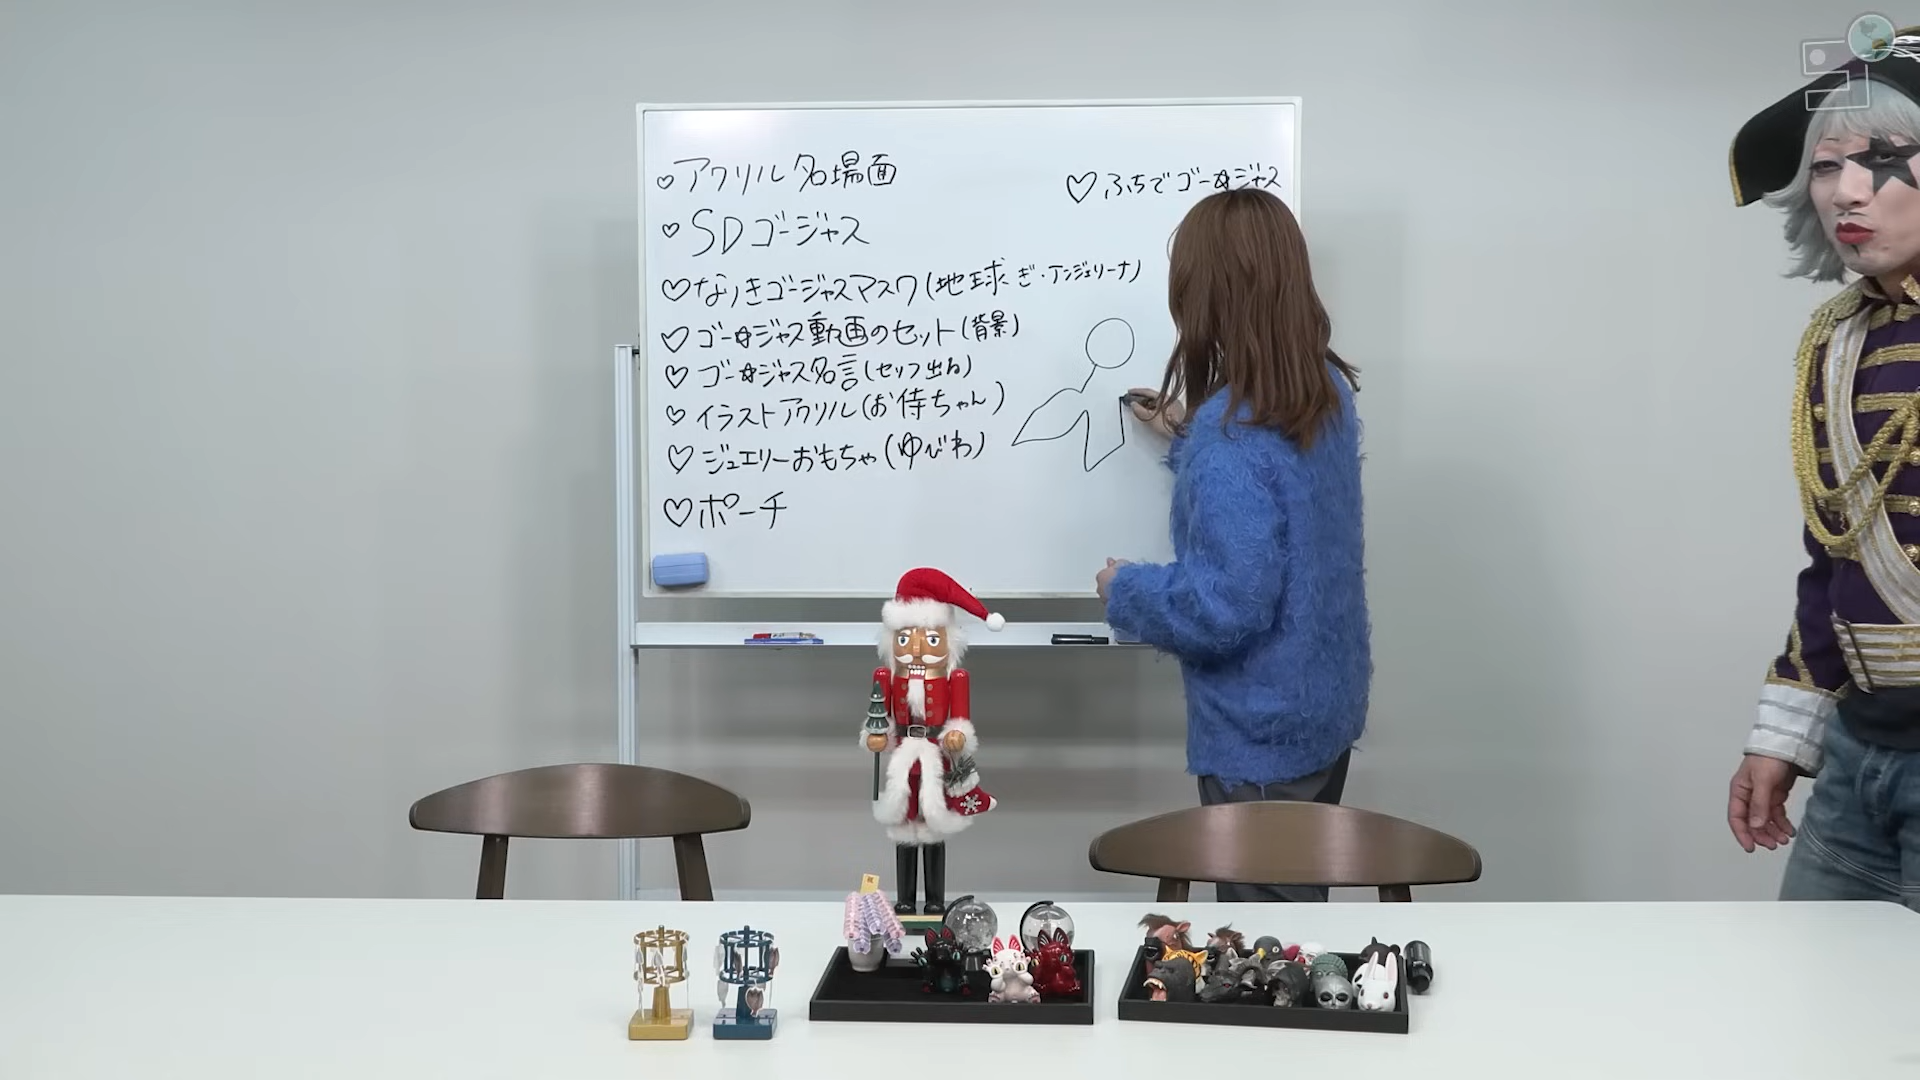 ♡アクリル名場面
♡SDゴージャス
♡なりきゴージャスマスク(地球ぎ・アンジェリーナ)
♡ゴー☆ジャス動画のセット(背景)
♡ゴー☆ジャス名言(セリフ出る)
♡イラストアクリル(お侍ちゃん)
♡ジュエリーおもちゃ(ゆびわ)
♡ポーチ
♡ふちでゴー☆ジャス